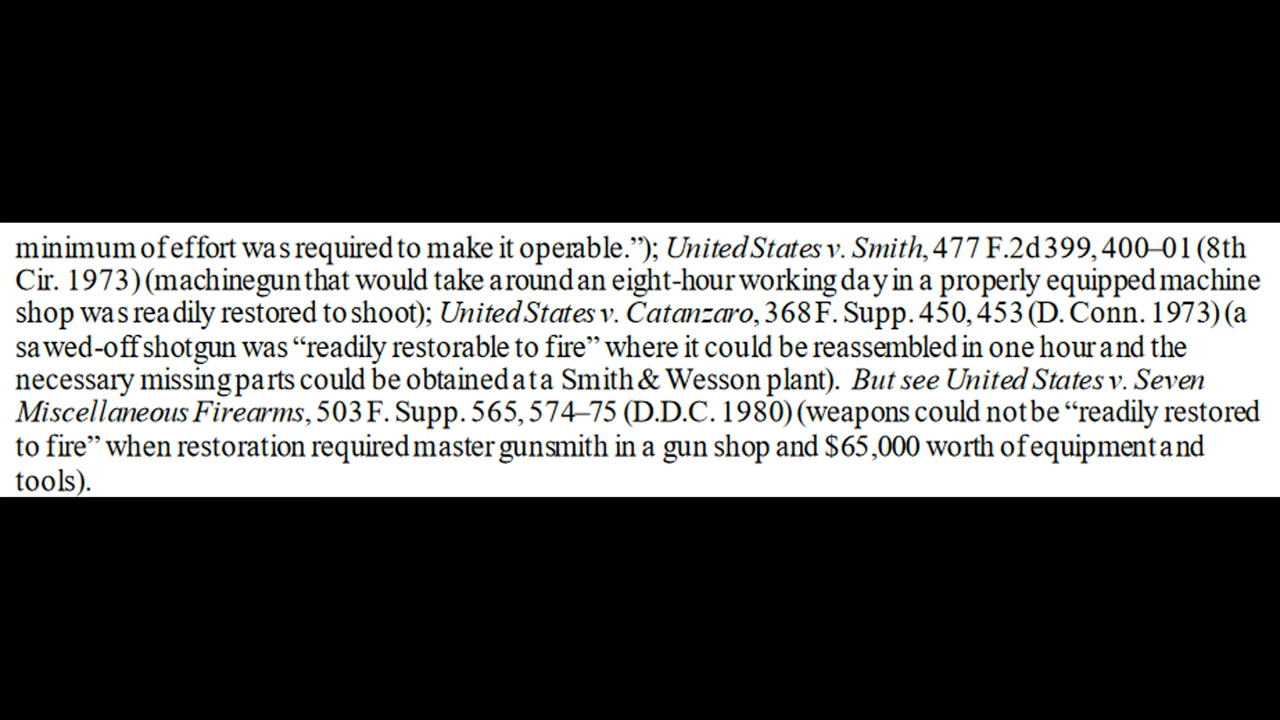 minimum of effort was required to make it operable.”); United States v. Smith, 477 F.2d 399, 400–01 (8th
Cir. 1973) (machinegun that would take around an eight-hour working day in a properly equipped machine
shop was readily restored to shoot); United States v. Catanzaro, 368 F. Supp. 450, 453 (D. Conn. 1973) (a
sawed-off shotgun was “readily restorable to fire” where it could be reassembled in one hour and the
necessary missing parts could be obtained at a Smith & Wesson plant). But see United States v. Seven
Miscellaneous Firearms, 503 F. Supp. 565, 574–75 (D.D.C. 1980) (weapons could not be “readily restored
to fire” when restoration required master gunsmith in a gun shop and $65,000 worth of equipment and
tools).